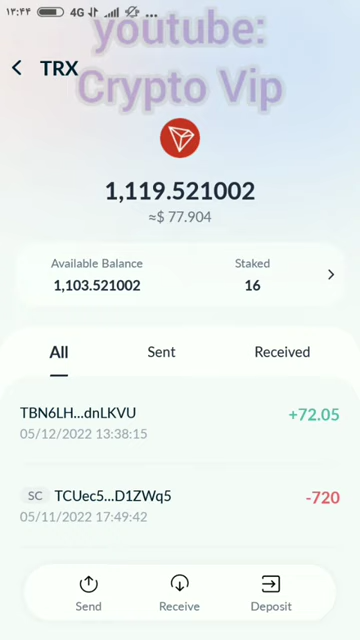 ۱۳:۴۴ 4G
youtube:
TRX
Crypto Vip
1,119.521002
≈$ 77.904
Available Balance Staked
1,103.521002 16
All Sent Received
TBN6LH...dnLKVU +72.05
05/12/2022 13:38:15
SC TCUec5...D1ZWq5 -720
05/11/2022 17:49:42
Send Receive Deposit